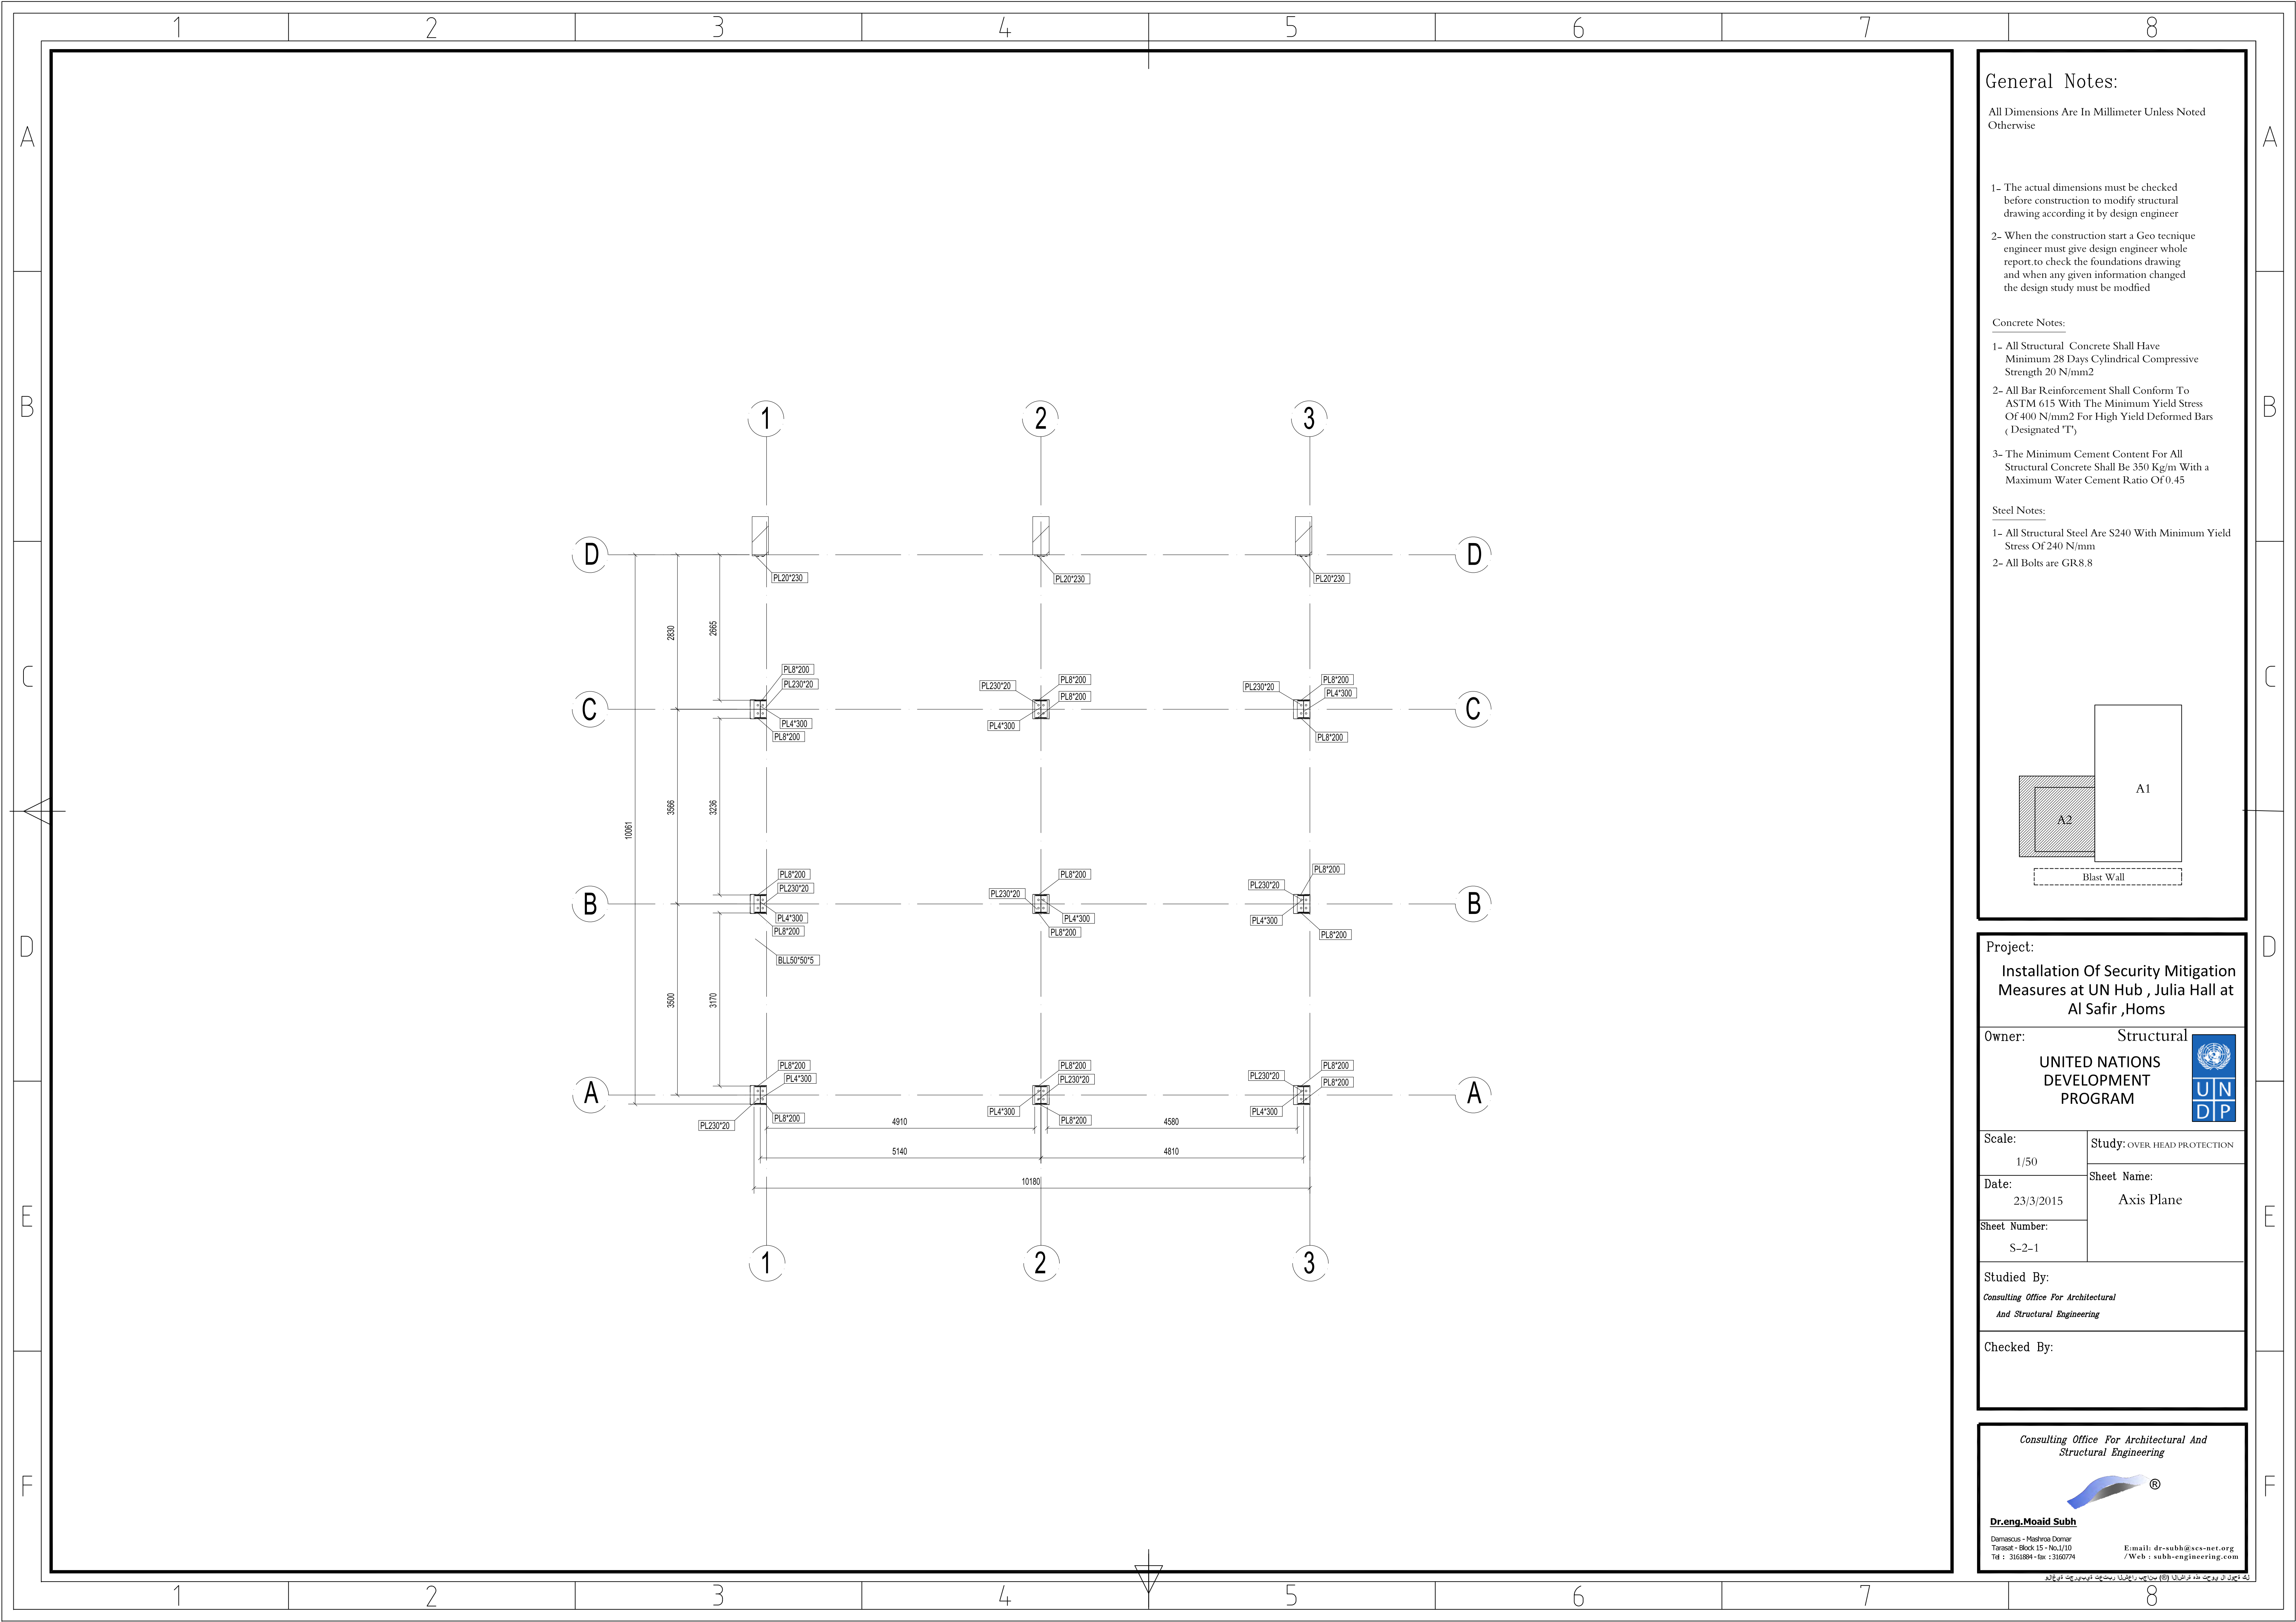 1 2 3 4 5 6 7 8
A
B
C
D
E
F
A
B
C
D
E
F
1 2 3
D D
PL20*230 PL20*230 PL20*230
2830 2665
PL8*200
PL230*20
PL230*20
PL8*200
PL8*200
PL230*20
PL8*200
PL4*300
C C
PL4*300
PL8*200
PL4*300
PL8*200
10061 3566 3236
PL8*200
PL230*20
PL8*200
PL230*20
PL8*200
PL230*20
B B
PL4*300
PL8*200
PL4*300
PL8*200
PL4*300
PL8*200
BLL50*50*5
3500 3170
PL8*200
PL4*300
PL8*200
PL230*20
PL230*20
PL8*200
PL8*200
A A
PL230*20
PL8*200
PL4*300
PL8*200
PL4*300
4910 4580
5140 4810
10180
1 2 3
General Notes:
All Dimensions Are In Millimeter Unless Noted
Otherwise
1- The actual dimensions must be checked
before construction to modify structural
drawing according it by design engineer
2- When the construction start a Geo tecnique
engineer must give design engineer whole
report.to check the foundations drawing
and when any given information changed
the design study must be modfied
Concrete Notes:
1- All Structural Concrete Shall Have
Minimum 28 Days Cylindrical Compressive
Strength 20 N/mm2
2- All Bar Reinforcement Shall Conform To
ASTM 615 With The Minimum Yield Stress
Of 400 N/mm2 For High Yield Deformed Bars
( Designated 'T')
3- The Minimum Cement Content For All
Structural Concrete Shall Be 350 Kg/m With a
Maximum Water Cement Ratio Of 0.45
Steel Notes:
1- All Structural Steel Are S240 With Minimum Yield
Stress Of 240 N/mm
2- All Bolts are GR8.8
A1
A2
Blast Wall
Project:
Installation Of Security Mitigation
Measures at UN Hub , Julia Hall at
Al Safir ,Homs
Owner: Structural
UNITED NATIONS
DEVELOPMENT
PROGRAM
U N
D P
Scale:
1/50
Study: OVER HEAD PROTECTION
Date:
23/3/2015
Sheet Name:
Axis Plane
Sheet Number:
S-2-1
Studied By:
Consulting Office For Architectural
And Structural Engineering
Checked By:
Consulting Office For Architectural And
Structural Engineering
®
Dr.eng.Moaid Subh
Damascus - Mashroa Domar
Tarasat - Block 15 - No.1/10
Tel : 3161884 - fax : 3160774
E:mail: dr-subh@scs-net.org
/Web : subh-engineering.com
1 2 3 4 5 6 7 8